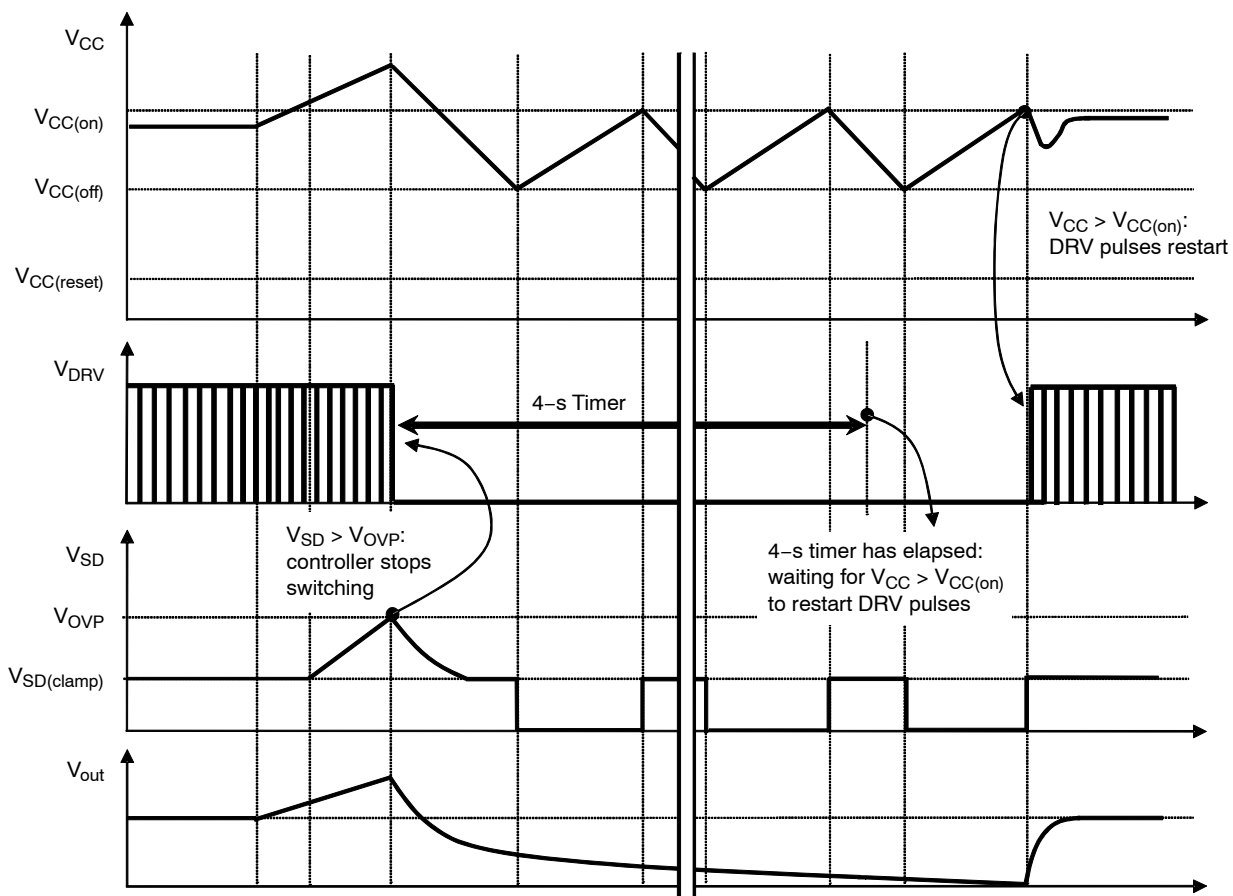 VCC
VCC(on)
VCC(off)
VCC(reset)
VCC > VCC(on):
DRV pulses restart
VDRV
4−s Timer
VSD > VOVP:
controller stops
switching
4−s timer has elapsed:
waiting for VCC > VCC(on)
to restart DRV pulses
VSD
VOVP
VSD(clamp)
Vout